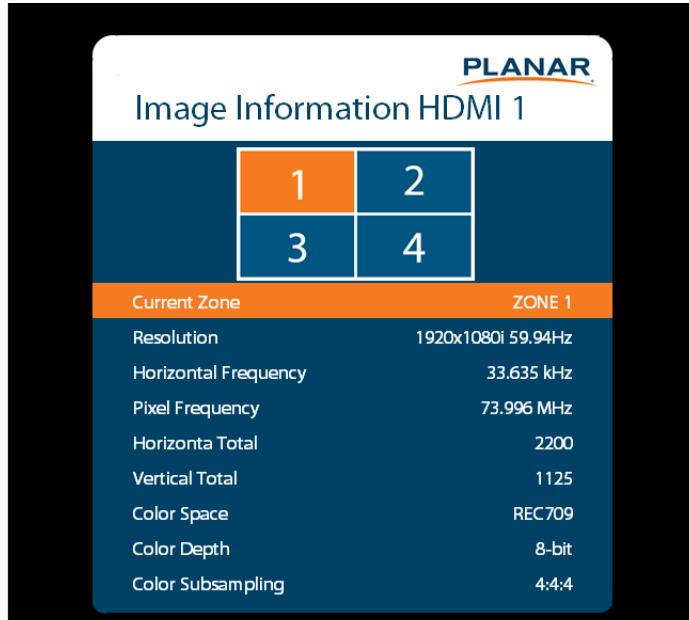 PLANAR
Image Information HDMI 1
1 2
3 4
Current Zone ZONE 1
Resolution 1920x1080i 59.94Hz
Horizontal Frequency 33.635 kHz
Pixel Frequency 73.996 MHz
Horizonta Total 2200
Vertical Total 1125
Color Space REC709
Color Depth 8-bit
Color Subsampling 4:4:4